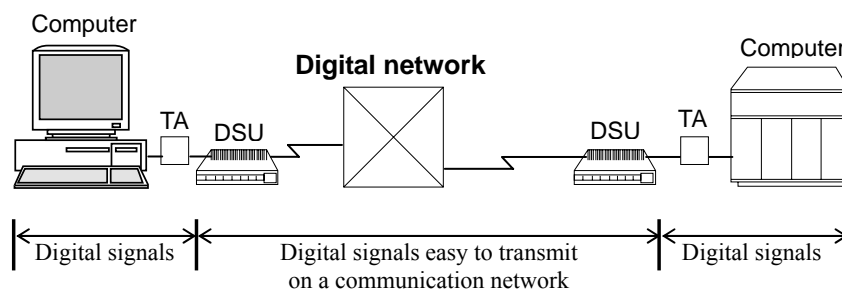 Computer
Computer
Digital network
TA
DSU
DSU
TA
Digital signals
Digital signals easy to transmit
on a communication network
Digital signals